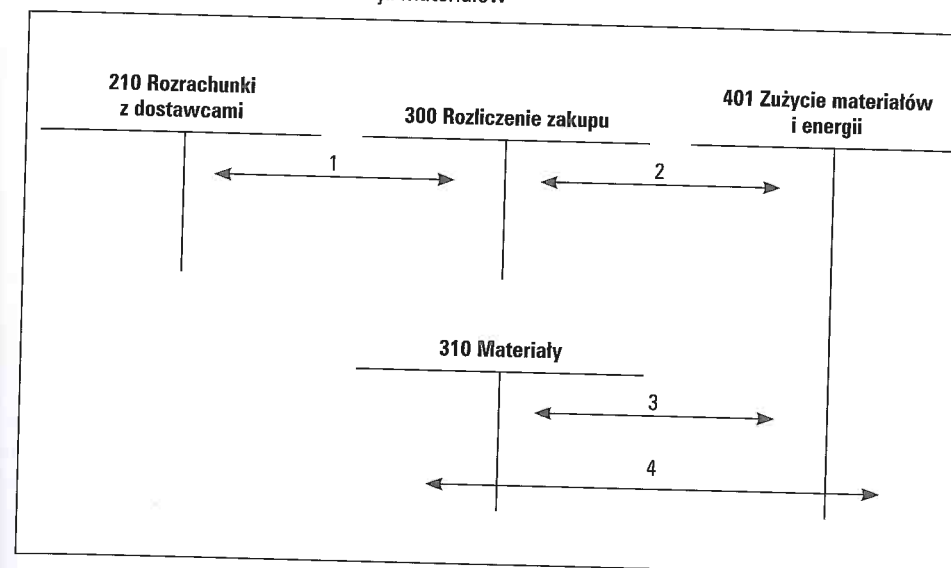 210 Rozrachunki
z dostawcami
300 Rozliczenie zakupu
401 Zużycie materiałów
i energii
1
2
310 Materiały
3
4